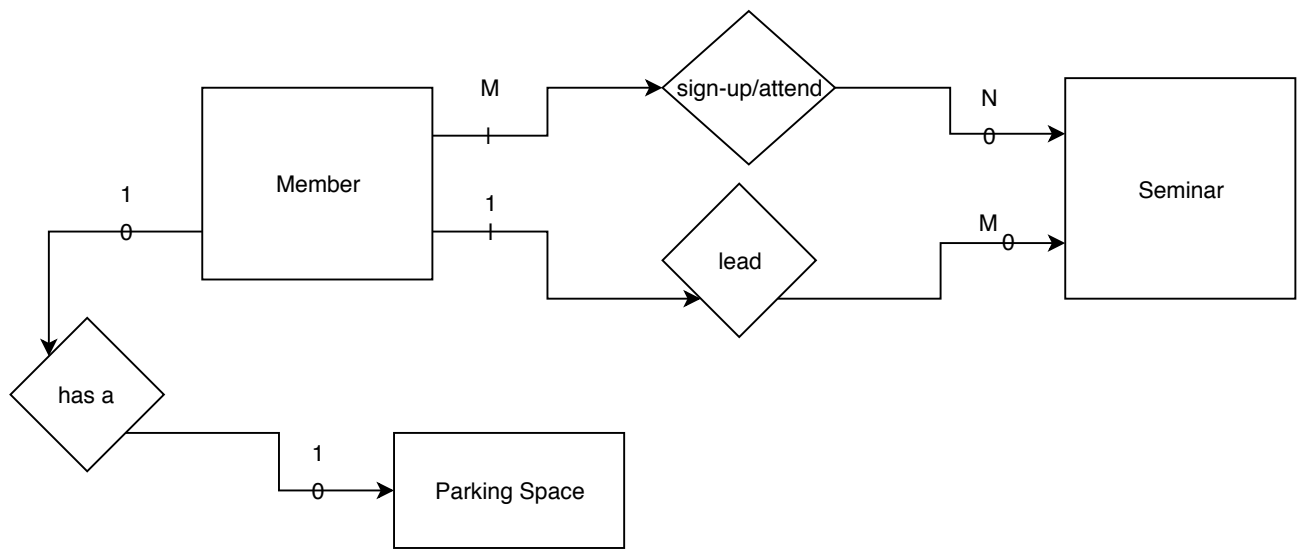 M
sign-up/attend
N
0
Member
Seminar
1
0
1
M
0
lead
has a
1
0
Parking Space